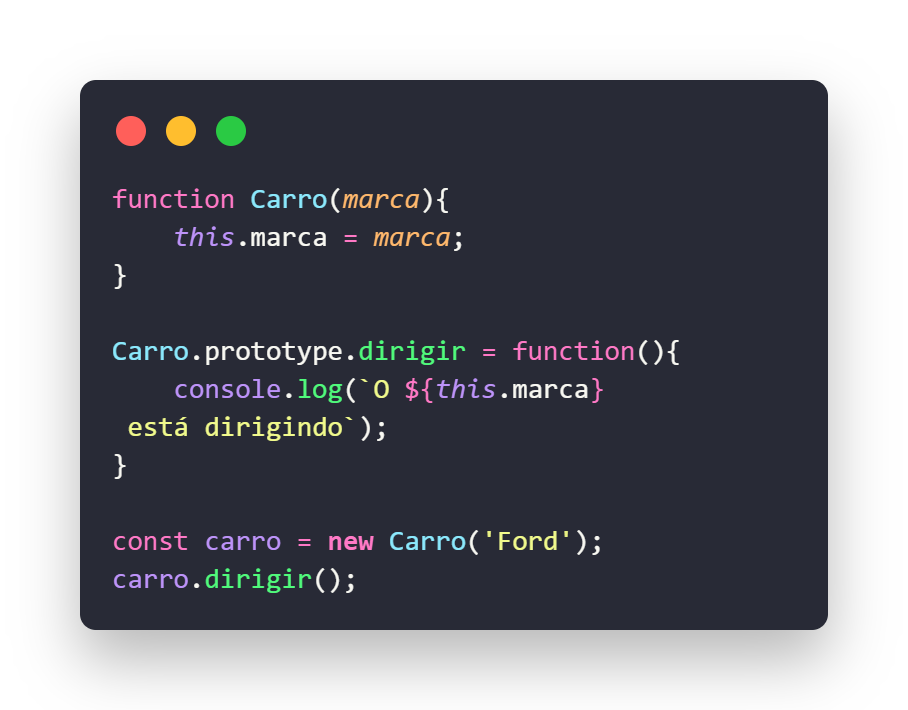 function Carro(marca){
    this.marca = marca;
}

Carro.prototype.dirigir = function(){
    console.log(`O ${this.marca}
 está dirigindo`);
}

const carro = new Carro('Ford');
carro.dirigir();